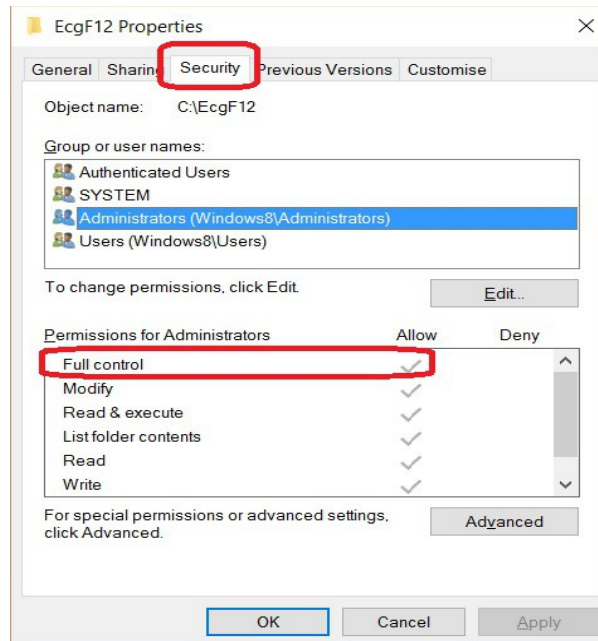 EcgF12 Properties
General Sharing Security Previous Versions Customise
Object name: C:\EcgF12
Group or user names:
Authenticated Users
SYSTEM
Administrators (Windows8\Administrators)
Users (Windows8\Users)
To change permissions, click Edit.
Edit...
Permissions for Administrators Allow Deny
Full control
Modify
Read & execute
List folder contents
Read
Write
For special permissions or advanced settings,
click Advanced.
Advanced
OK Cancel Apply